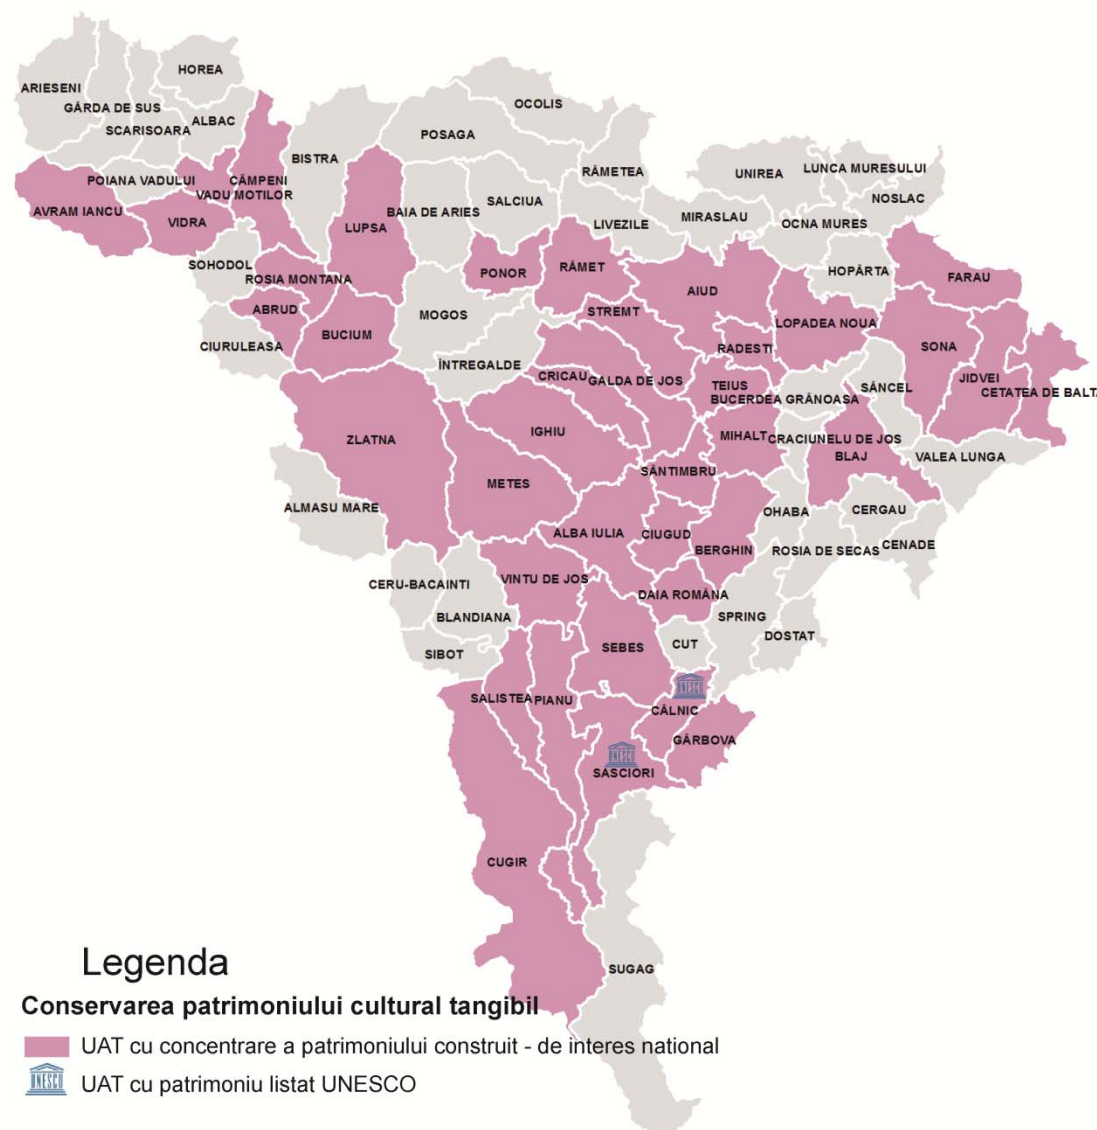 HOREA
ARIESENI
GÂRDA DE SUS
OCOLIS
ALBAC
SCARISOARA
POSAGA
BISTRA
LUNCA MURESULUI
RÂMETEA
UNIREA
POIANA VADULUI
CÂMPENI
VADU MOTILOR
NOSLAC
SALCIUA
AVRAM IANCU
BAIA DE ARIES
MIRASLAU
VIDRA
LIVEZILE
OCNA MURES
LUPSA
SOHODOL
RÂMET
HOPÂRTA
PONOR
FARAU
ROSIA MONTANA
AIUD
ABRUD
STREMT
MOGOS
LOPADEA NOUA
BUCIUM
CIURULEASA
RADESTI
SONA
ÎNTREGALDE
CRICAU
GALDA DE JOS
JIDVEI
TEIUS
SÂNCEL
CETATEA DE BALTA
BUCERDEA GRÂNOASA
IGHIU
MIHALT
ZLATNA
CRACIUNELU DE JOS
BLAJ
VALEA LUNGA
SÂNTIMBRU
METES
ALMASU MARE
CERGAU
OHABA
ALBA IULIA
CIUGUD
CENADE
BERGHIN
ROSIA DE SECAS
VINTU DE JOS
CERU-BACAINTI
DAIA ROMÂNA
BLANDIANA
SPRING
DOSTAT
SEBES
CUT
SIBOT
UNESCO
SALISTEA
PIANU
CÂLNIC
GÂRBOVA
UNESCO
SASCIORI
CUGIR
SUGAG
Legenda
Conservarea patrimoniului cultural tangibil
UAT cu concentrare a patrimoniului construit - de interes national
UNESCO
UAT cu patrimoniu listat UNESCO